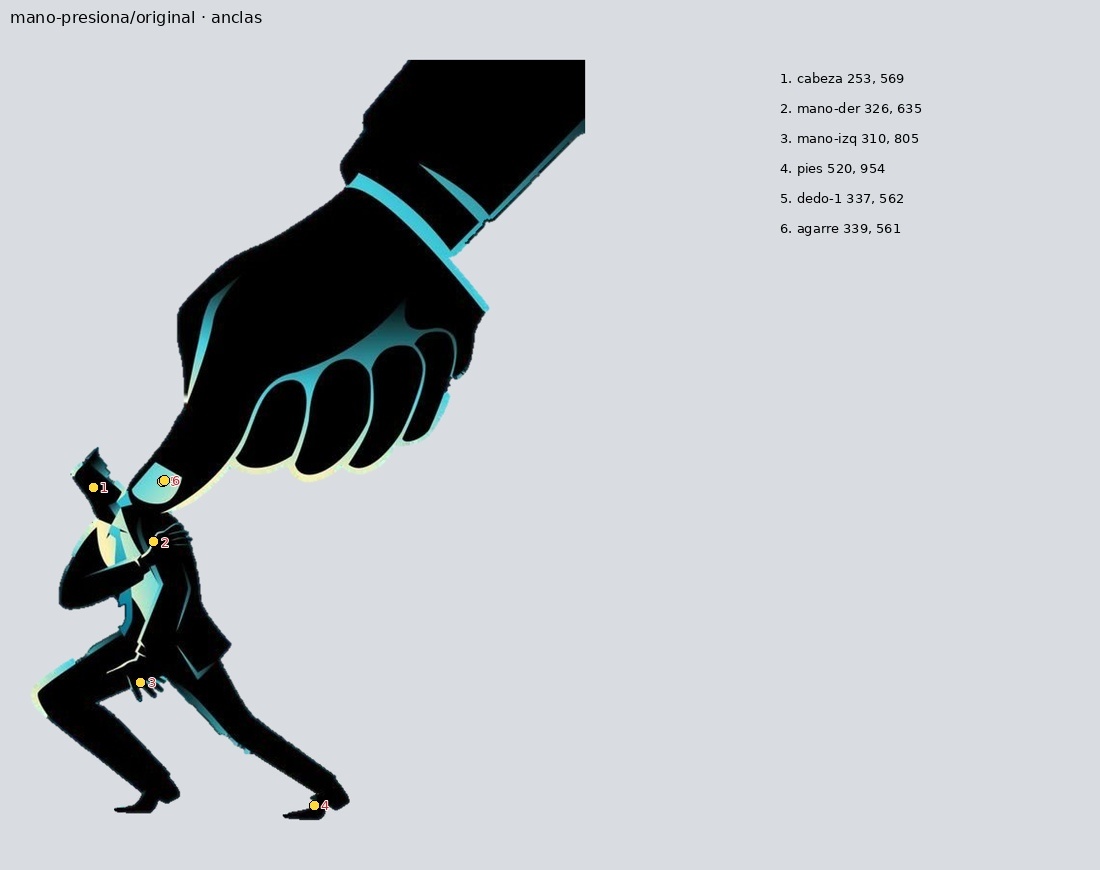 mano-presiona/original · anclas
1. cabeza 253, 569
2. mano-der 326, 635
3. mano-izq 310, 805
4. pies 520, 954
5. dedo-1 337, 562
6. agarre 339, 561
1
6
2
3
4